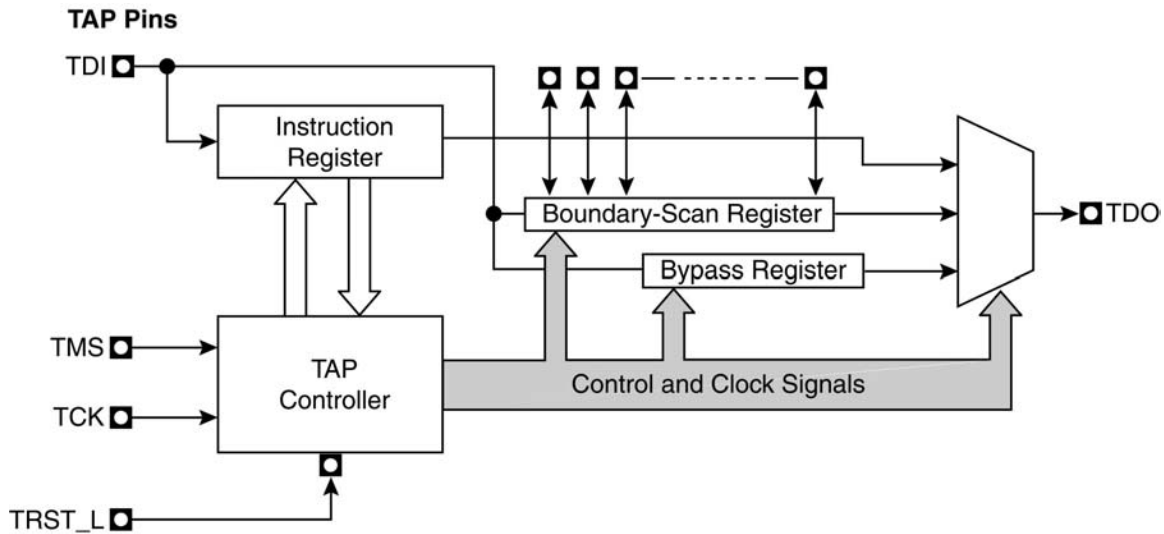 TAP Pins
TDI
Instruction
Register
Boundary-Scan Register
TDO
Bypass Register
TMS
TAP
Controller
Control and Clock Signals
TCK
TRST_L